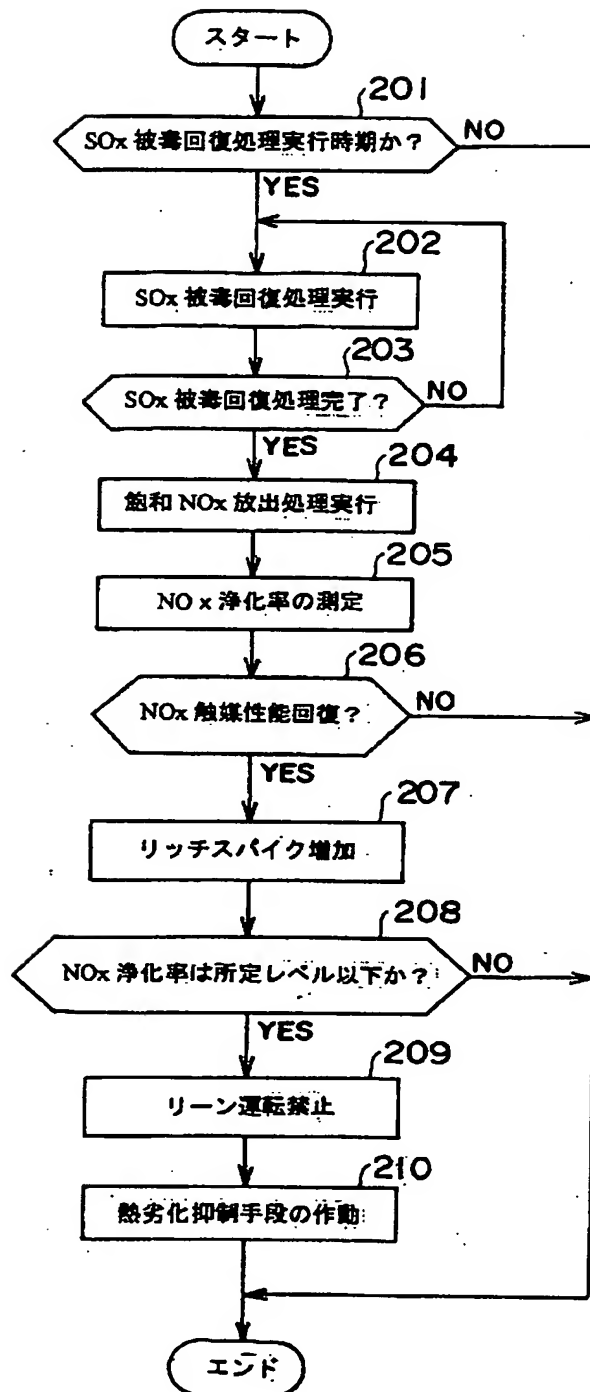 スタート
201
SOx 被毒回復処理実行時期か？
NO
YES
202
SOx 被毒回復処理実行
203
SOx 被毒回復処理完了？
NO
YES
204
飽和 NOx 放出処理実行
205
NOx 浄化率の測定
206
NOx 触媒性能回復？
NO
YES
207
リッチスパイク増加
208
NOx 浄化率は所定レベル以下か？
NO
YES
209
リーン運転禁止
210
熱劣化抑制手段の作動
エンド